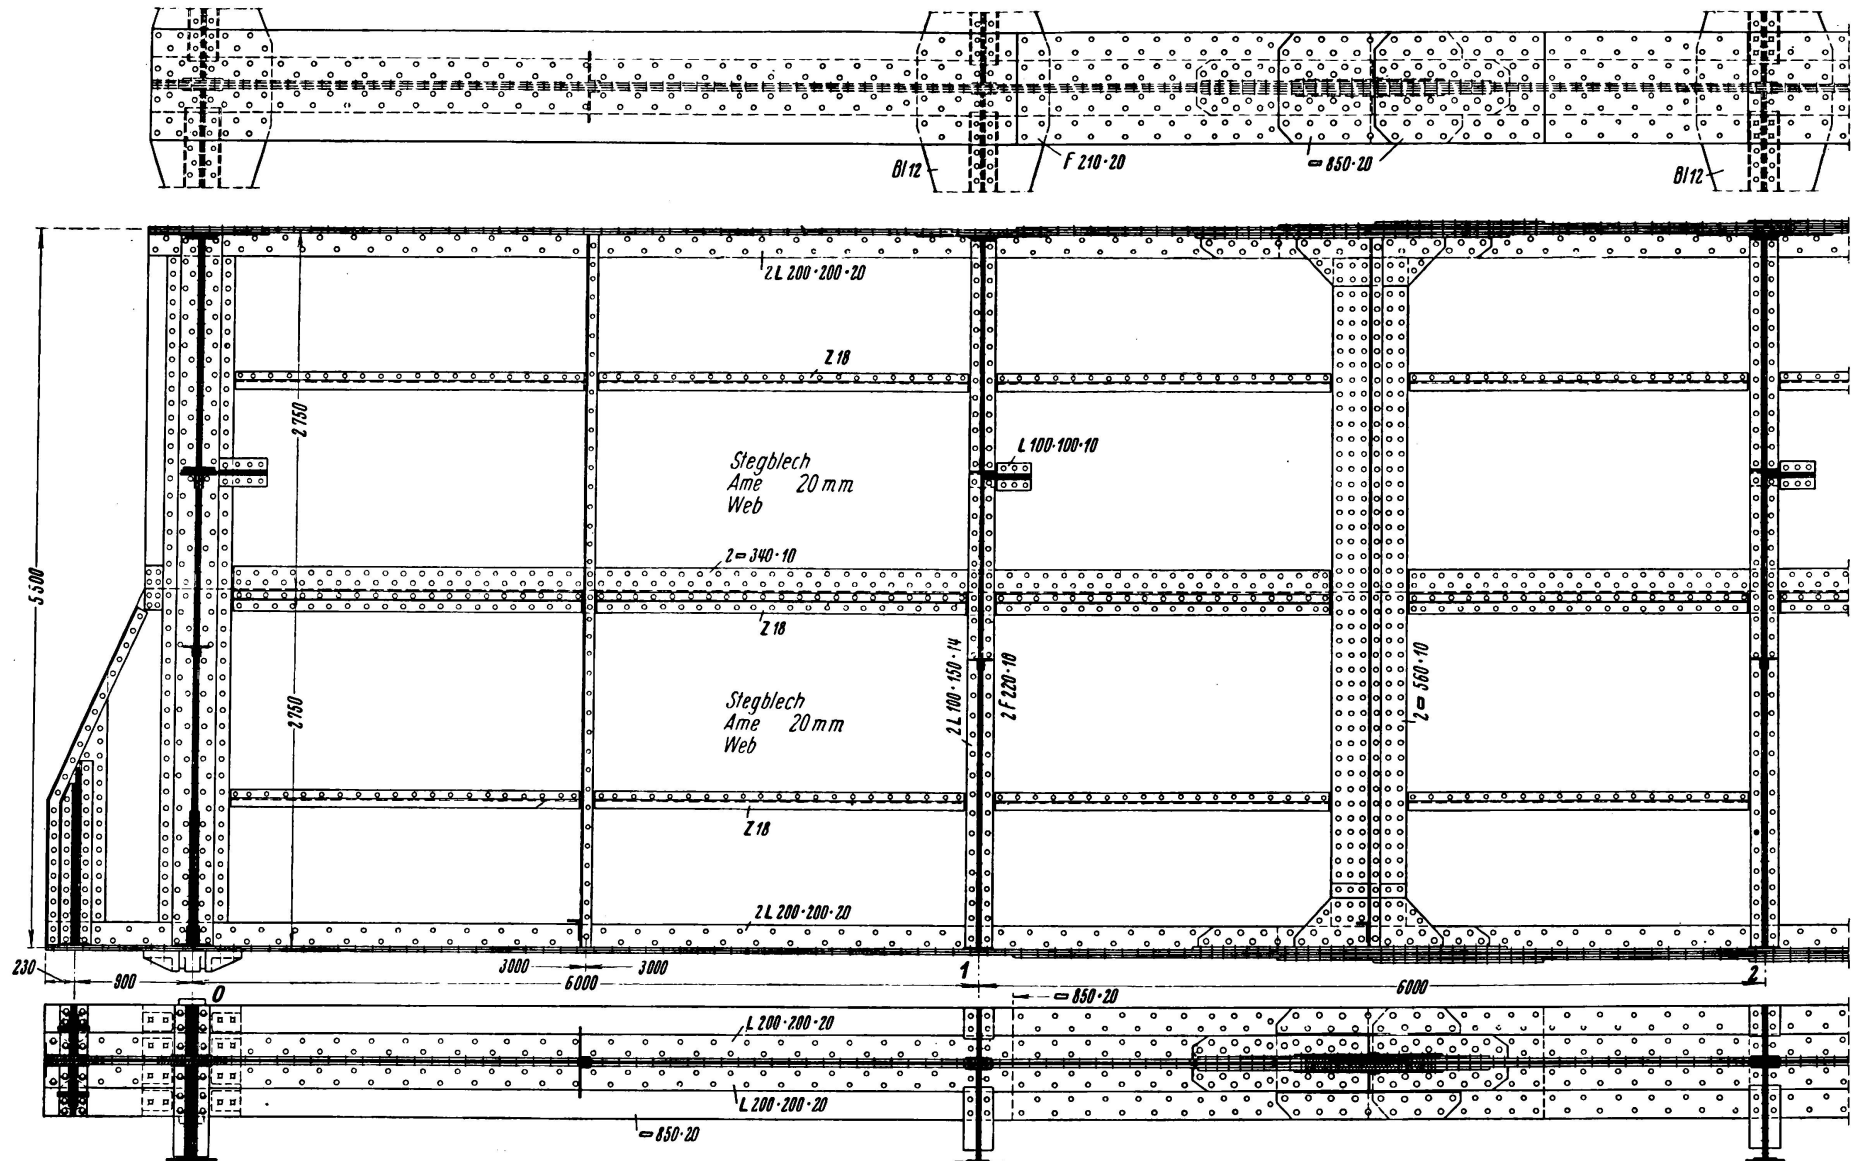 Bl 12
F 210·20
▭ 850·20
Bl 12
2 L 200·200·20
Z 18
2750
L 100·100·10
Stegblech
Ame 20 mm
Web
2 ▭ 340·10
5500
Z 18
2 L 100·150·14
2 F 220·18
2 ▭ 560·10
2750
Stegblech
Ame 20 mm
Web
Z 18
2 L 200·200·20
230
900
3000
3000
6000
6000
0
1
2
▭ 850·20
L 200·200·20
L 200·200·20
▭ 850·20